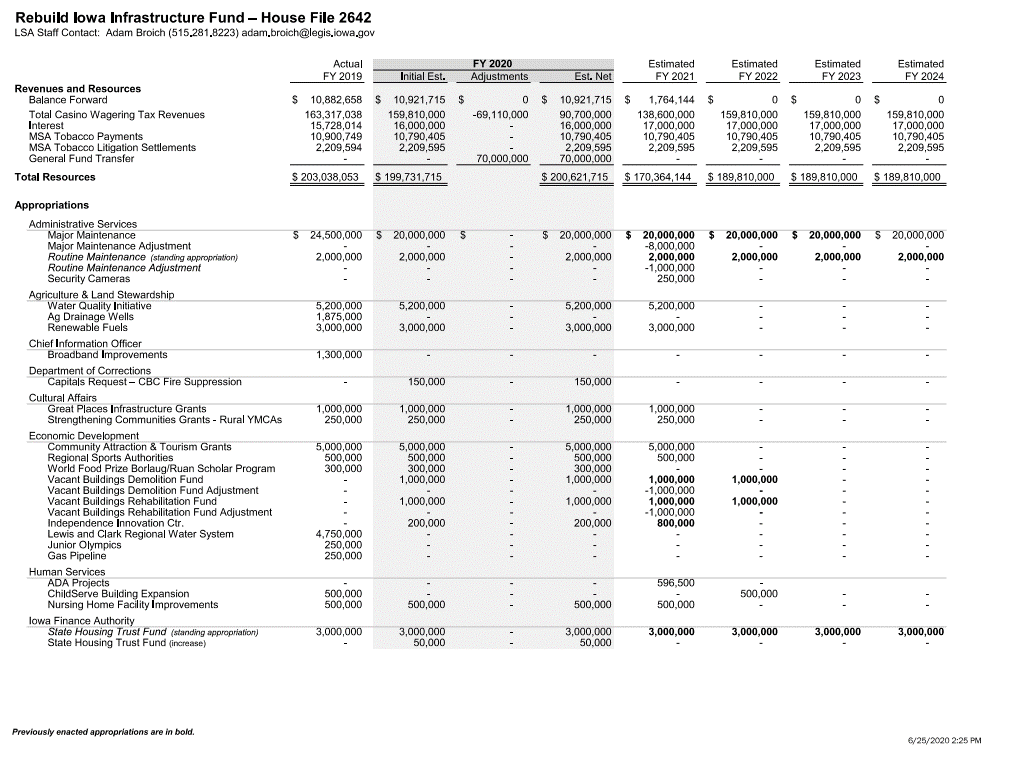 Rebuild Iowa Infrastructure Fund – House File 2642
LSA Staff Contact: Adam Broich (515.281.8223) adam.broich@legis.iowa.gov
Actual FY 2020 Estimated Estimated Estimated Estimated
FY 2019 Initial Est. Adjustments Est. Net FY 2021 FY 2022 FY 2023 FY 2024
Revenues and Resources
Balance Forward $ 10,882,658 $ 10,921,715 $ 0 $ 10,921,715 $ 1,764,144 $ 0 $ 0 $ 0
Total Casino Wagering Tax Revenues 163,317,038 159,810,000 -69,110,000 90,700,000 138,600,000 159,810,000 159,810,000 159,810,000
Interest 15,728,014 16,000,000 - 16,000,000 17,000,000 17,000,000 17,000,000 17,000,000
MSA Tobacco Payments 10,900,749 10,790,405 - 10,790,405 10,790,405 10,790,405 10,790,405 10,790,405
MSA Tobacco Litigation Settlements 2,209,594 2,209,595 - 2,209,595 2,209,595 2,209,595 2,209,595 2,209,595
General Fund Transfer - - 70,000,000 70,000,000 - - - -
Total Resources $ 203,038,053 $ 199,731,715 $ 200,621,715 $ 170,364,144 $ 189,810,000 $ 189,810,000 $ 189,810,000
Appropriations
Administrative Services
Major Maintenance $ 24,500,000 $ 20,000,000 $ - $ 20,000,000 $ 20,000,000 $ 20,000,000 $ 20,000,000 $ 20,000,000
Major Maintenance Adjustment - - - - -8,000,000 - - -
Routine Maintenance (standing appropriation) 2,000,000 2,000,000 - 2,000,000 2,000,000 2,000,000 2,000,000 2,000,000
Routine Maintenance Adjustment - - - - -1,000,000 - - -
Security Cameras - - - - 250,000 - - -
Agriculture & Land Stewardship
Water Quality Initiative 5,200,000 5,200,000 - 5,200,000 5,200,000 - - -
Ag Drainage Wells 1,875,000 - - - - - -
Renewable Fuels 3,000,000 3,000,000 - 3,000,000 3,000,000 - - -
Chief Information Officer
Broadband Improvements 1,300,000 - - - - - - -
Department of Corrections
Capitals Request – CBC Fire Suppression - 150,000 - 150,000 - - - -
Cultural Affairs
Great Places Infrastructure Grants 1,000,000 1,000,000 - 1,000,000 1,000,000 - - -
Strengthening Communities Grants - Rural YMCAs 250,000 250,000 - 250,000 250,000 - - -
Economic Development
Community Attraction & Tourism Grants 5,000,000 5,000,000 - 5,000,000 5,000,000 - - -
Regional Sports Authorities 500,000 500,000 - 500,000 500,000 - - -
World Food Prize Borlaug/Ruan Scholar Program 300,000 300,000 - 300,000 - - - -
Vacant Buildings Demolition Fund - 1,000,000 - 1,000,000 1,000,000 1,000,000 - -
Vacant Buildings Demolition Fund Adjustment - - - - -1,000,000 - - -
Vacant Buildings Rehabilitation Fund - 1,000,000 - 1,000,000 1,000,000 1,000,000 - -
Vacant Buildings Rehabilitation Fund Adjustment - - - - -1,000,000 - - -
Independence Innovation Ctr. - 200,000 - 200,000 800,000 - - -
Lewis and Clark Regional Water System 4,750,000 - - - - - - -
Junior Olympics 250,000 - - - - - - -
Gas Pipeline 250,000 - - - - - - -
Human Services
ADA Projects - - - - 596,500 -
ChildServe Building Expansion 500,000 - - - - 500,000 - -
Nursing Home Facility Improvements 500,000 500,000 - 500,000 500,000 - - -
Iowa Finance Authority
State Housing Trust Fund (standing appropriation) 3,000,000 3,000,000 - 3,000,000 3,000,000 3,000,000 3,000,000 3,000,000
State Housing Trust Fund (increase) - 50,000 50,000 - - - -
Previously enacted appropriations are in bold.
6/25/2020 2:25 PM